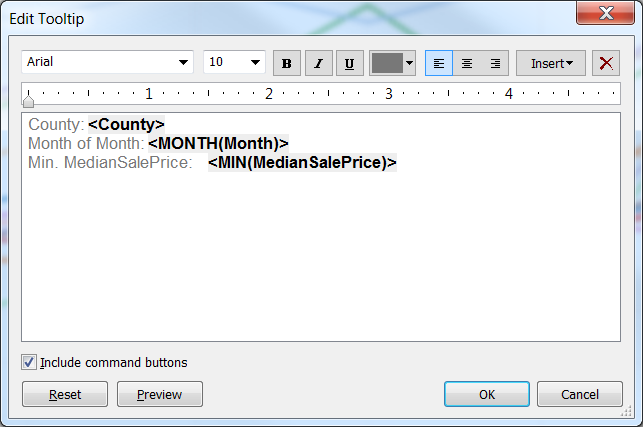 Edit Tooltip
Arial 10 B I U Insert
1 2 3 4
County: <County>
Month of Month: <MONTH(Month)>
Min. MedianSalePrice: <MIN(MedianSalePrice)>
Include command buttons
Reset Preview OK Cancel